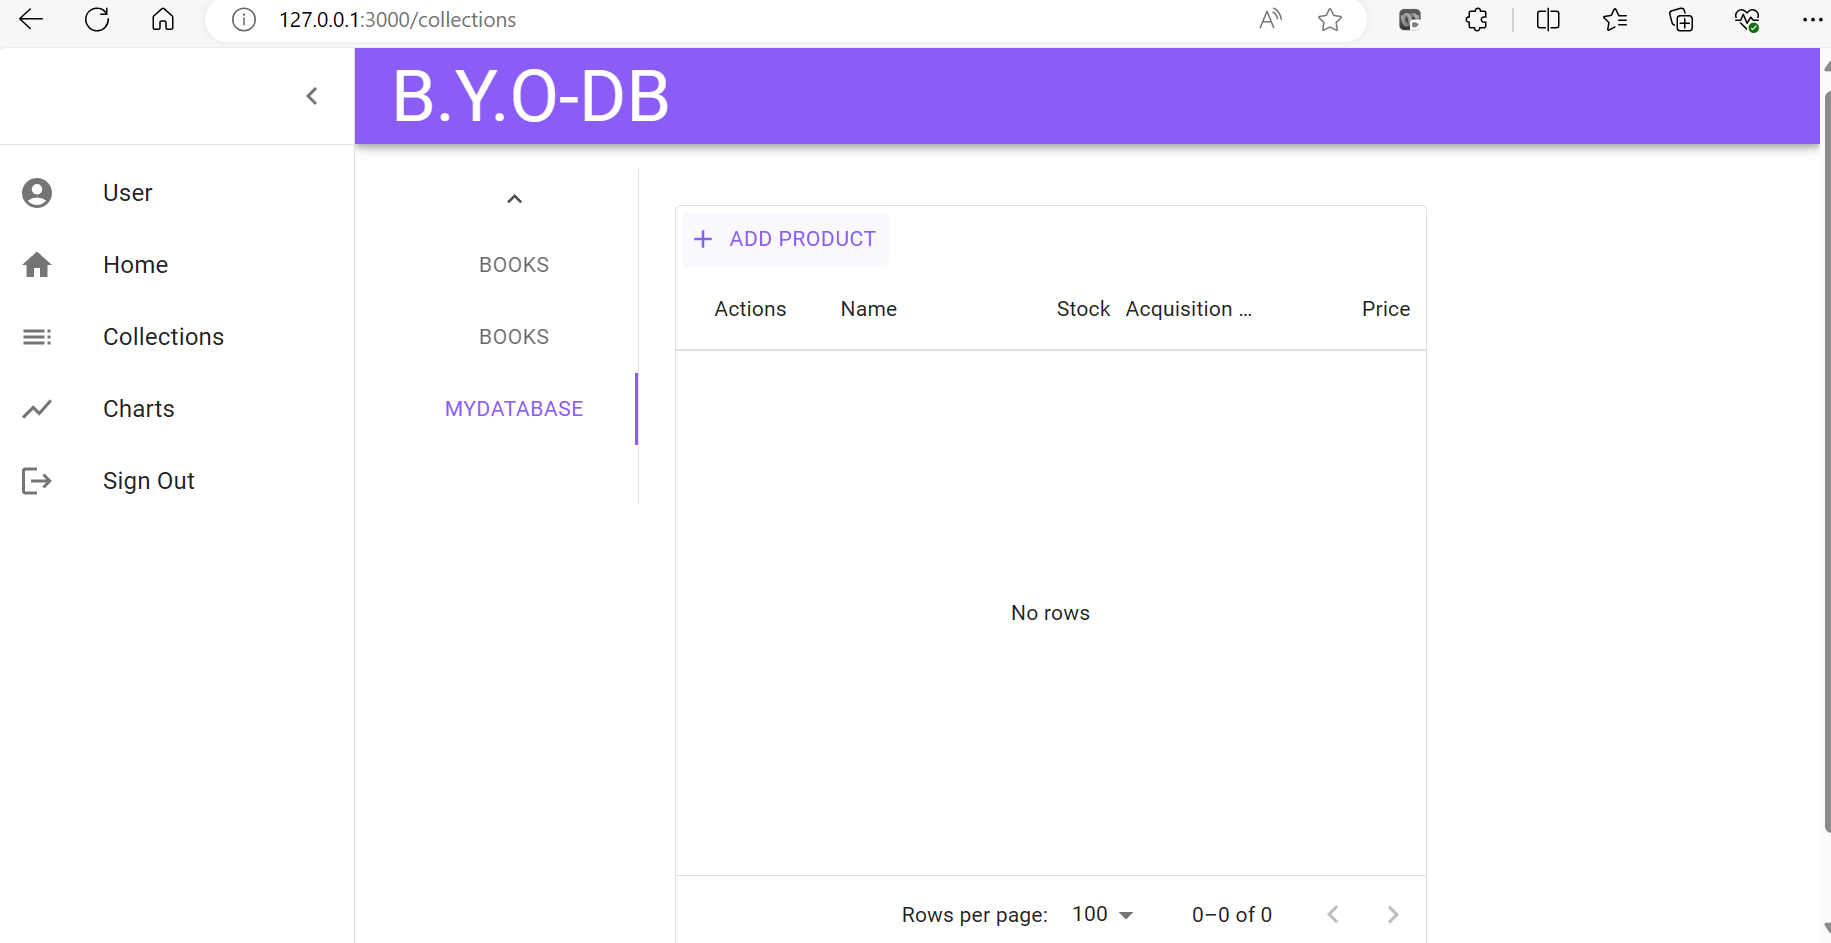 127.0.0.1:3000/collections
B.Y.O-DB
User
Home
Collections
Charts
Sign Out
BOOKS
BOOKS
MYDATABASE
ADD PRODUCT
Actions Name Stock Acquisition ... Price
No rows
Rows per page: 100 0–0 of 0